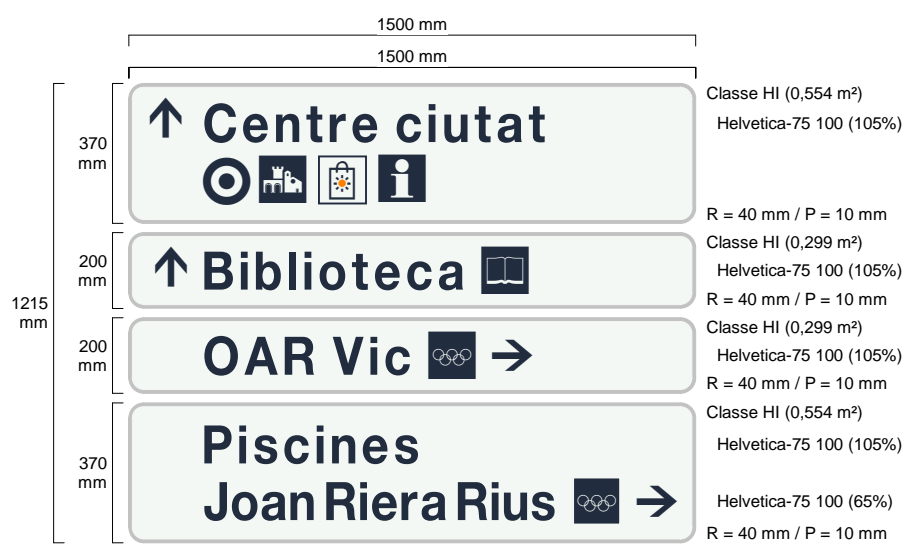 1500 mm
1500 mm
1215 mm
370 mm
Centre ciutat
i
Classe HI (0,554 m²)
Helvetica-75 100 (105%)
R = 40 mm / P = 10 mm
200 mm
Biblioteca
Classe HI (0,299 m²)
Helvetica-75 100 (105%)
R = 40 mm / P = 10 mm
200 mm
OAR Vic
Classe HI (0,299 m²)
Helvetica-75 100 (105%)
R = 40 mm / P = 10 mm
370 mm
Piscines
Joan Riera Rius
Classe HI (0,554 m²)
Helvetica-75 100 (105%)
Helvetica-75 100 (65%)
R = 40 mm / P = 10 mm